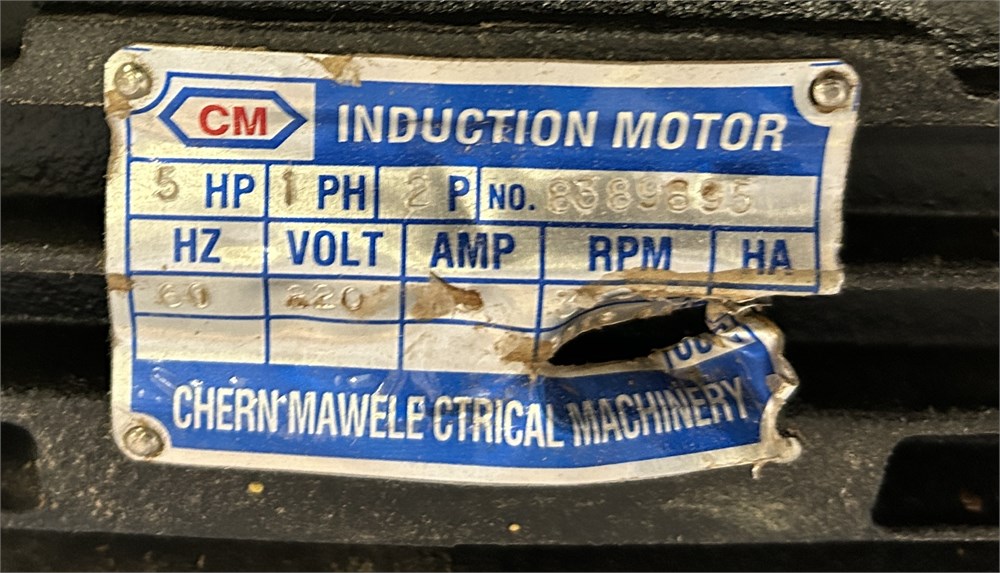 CM INDUCTION MOTOR
5 HP 1 PH 2 P NO. 8389695
HZ VOLT AMP RPM HA
60 220
CHERN MAWELE CTRICAL MACHINERY